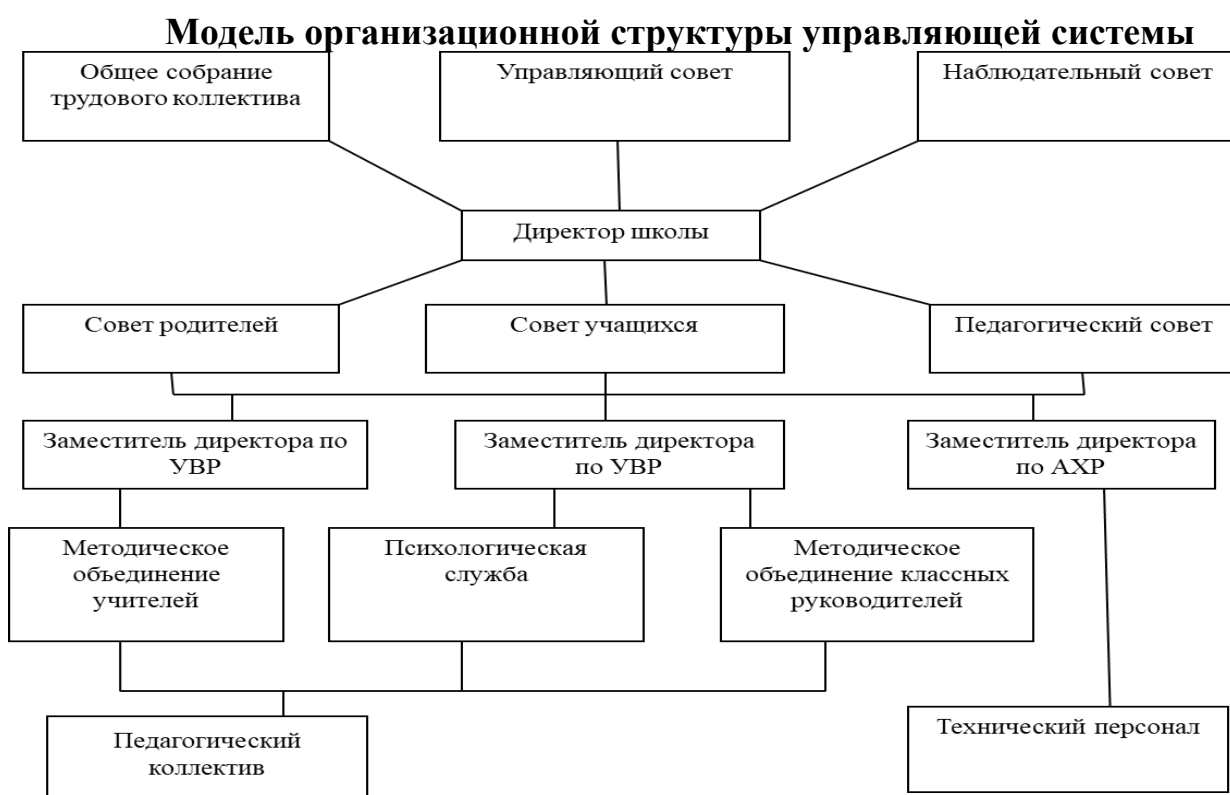 Модель организационной структуры управляющей системы
Общее собрание
трудового коллектива
Управляющий совет
Наблюдательный совет
Директор школы
Совет родителей
Совет учащихся
Педагогический совет
Заместитель директора по
УВР
Заместитель директора
по УВР
Заместитель директора
по АХР
Методическое
объединение
учителей
Психологическая
служба
Методическое
объединение классных
руководителей
Педагогический
коллектив
Технический персонал